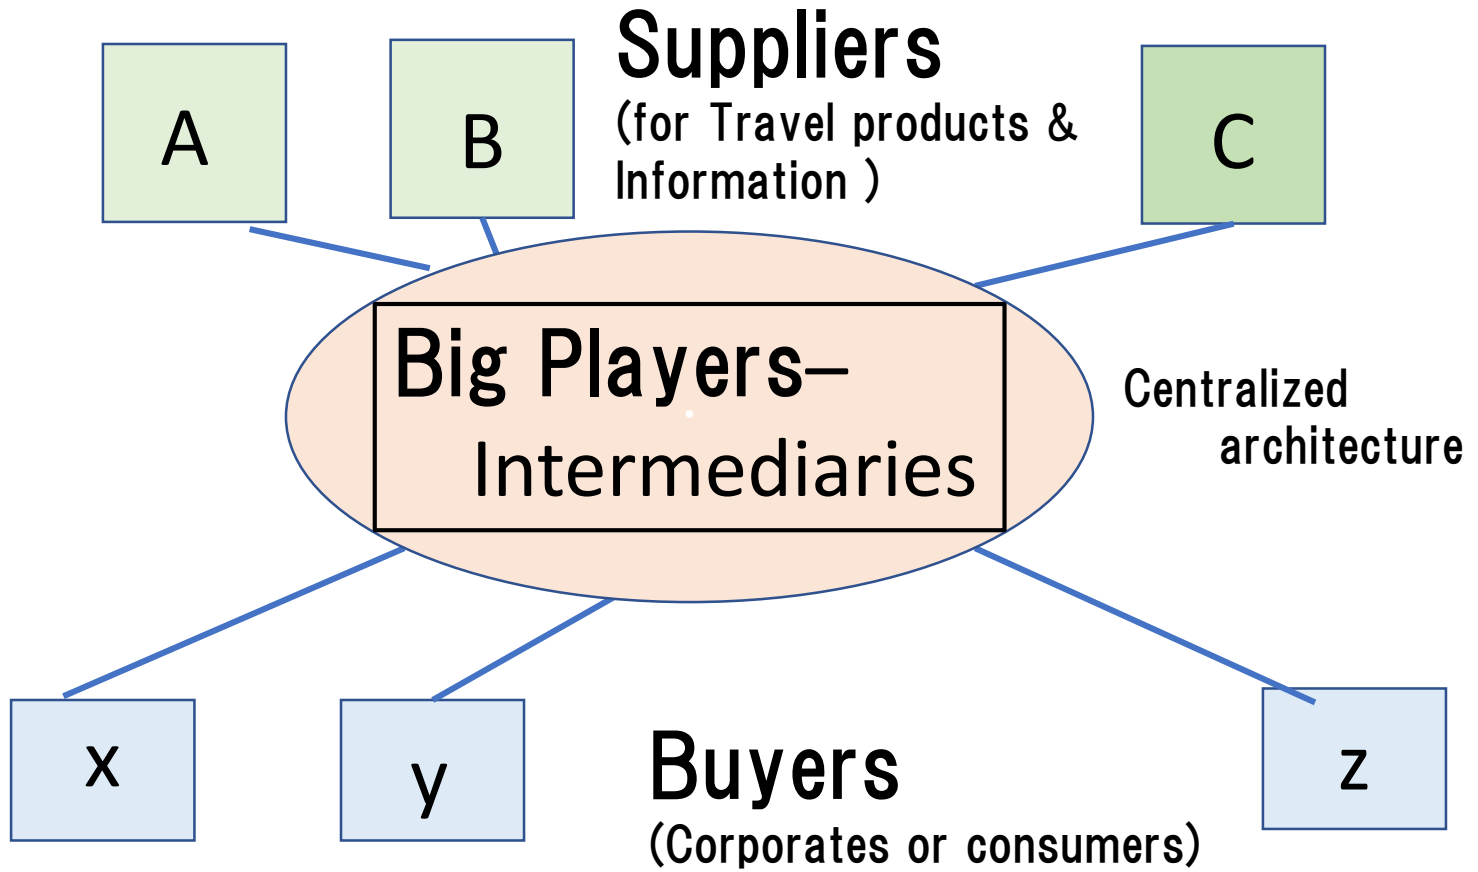 Suppliers
(for Travel products &
Information )
A
B
C
Big Players–
Intermediaries
Centralized
architecture
x
y
z
Buyers
(Corporates or consumers)